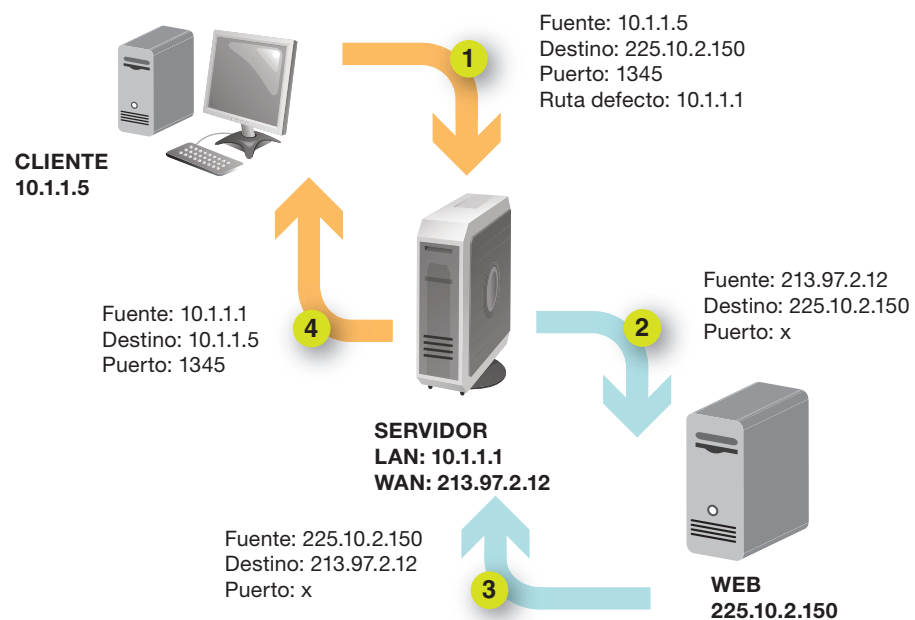 1
Fuente: 10.1.1.5
Destino: 225.10.2.150
Puerto: 1345
Ruta defecto: 10.1.1.1
CLIENTE
10.1.1.5
Fuente: 10.1.1.1
Destino: 10.1.1.5
Puerto: 1345
4
2
Fuente: 213.97.2.12
Destino: 225.10.2.150
Puerto: x
SERVIDOR
LAN: 10.1.1.1
WAN: 213.97.2.12
Fuente: 225.10.2.150
Destino: 213.97.2.12
Puerto: x
3
WEB
225.10.2.150